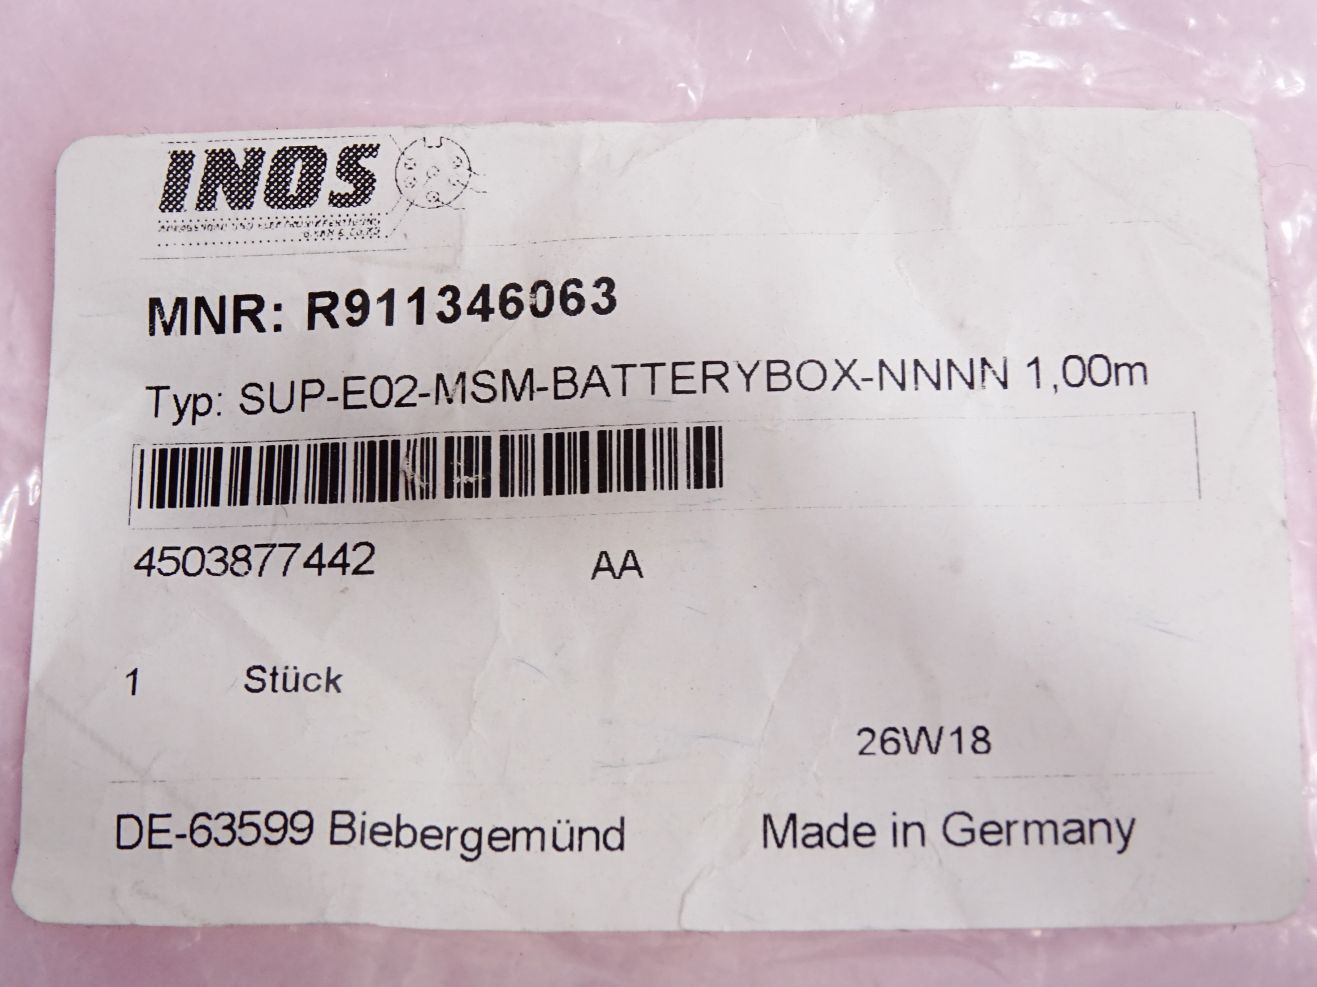 INOS
MNR: R911346063
Typ: SUP-E02-MSM-BATTERYBOX-NNNN 1,00m
4503877442 AA
1 Stück
26W18
DE-63599 Biebergemünd Made in Germany